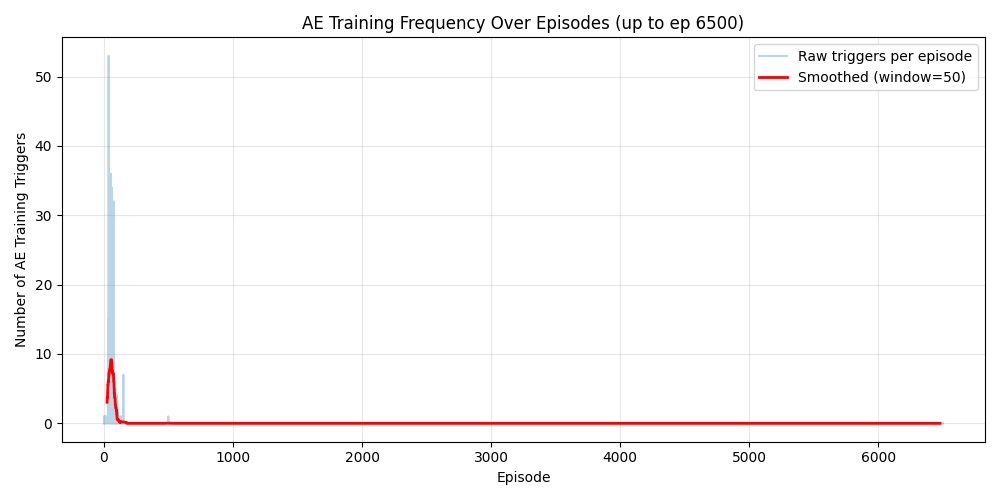 AE Training Frequency Over Episodes (up to ep 6500)
Raw triggers per episode
Smoothed (window=50)
Number of AE Training Triggers
50
40
30
20
10
0
0 1000 2000 3000 4000 5000 6000
Episode